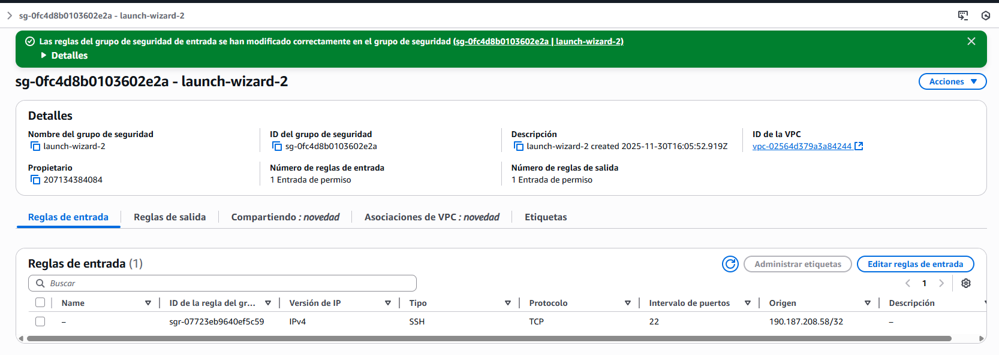 sg-0fc4d8b0103602e2a - launch-wizard-2
Las reglas del grupo de seguridad de entrada se han modificado correctamente en el grupo de seguridad (sg-0fc4d8b0103602e2a | launch-wizard-2)
Detalles
sg-0fc4d8b0103602e2a - launch-wizard-2
Acciones
Detalles
Nombre del grupo de seguridad
launch-wizard-2
ID del grupo de seguridad
sg-0fc4d8b0103602e2a
Descripción
launch-wizard-2 created 2025-11-30T16:05:52.919Z
ID de la VPC
vpc-02564d379a3a84244
Propietario
207134384084
Número de reglas de entrada
1 Entrada de permiso
Número de reglas de salida
1 Entrada de permiso
Reglas de entrada Reglas de salida Compartiendo : novedad Asociaciones de VPC : novedad Etiquetas
Reglas de entrada (1)
Administrar etiquetas
Editar reglas de entrada
Buscar
1
Name ID de la regla del gr... Versión de IP Tipo Protocolo Intervalo de puertos Origen Descripción
– sgr-07723eb9640ef5c59 IPv4 SSH TCP 22 190.187.208.58/32 –